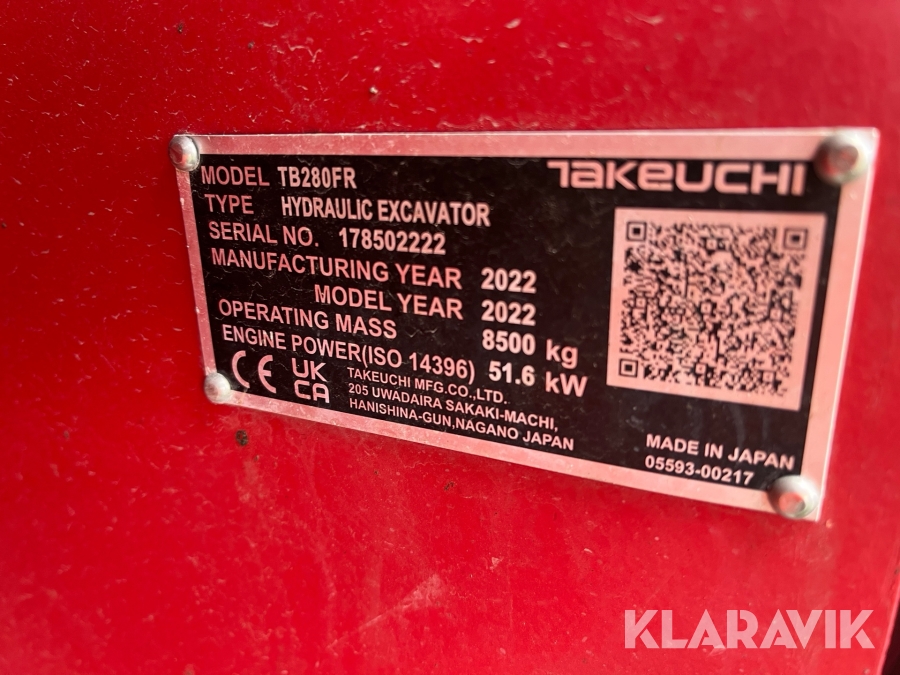 TAKEUCHI
MODEL TB280FR
TYPE HYDRAULIC EXCAVATOR
SERIAL NO. 178502222
MANUFACTURING YEAR 2022
MODEL YEAR 2022
OPERATING MASS 8500 kg
ENGINE POWER(ISO 14396) 51.6 kW
CE UK CA
TAKEUCHI MFG.CO.,LTD.
205 UWADAIRA SAKAKI-MACHI,
HANISHINA-GUN,NAGANO JAPAN
MADE IN JAPAN
05593-00217
KLARAVIK